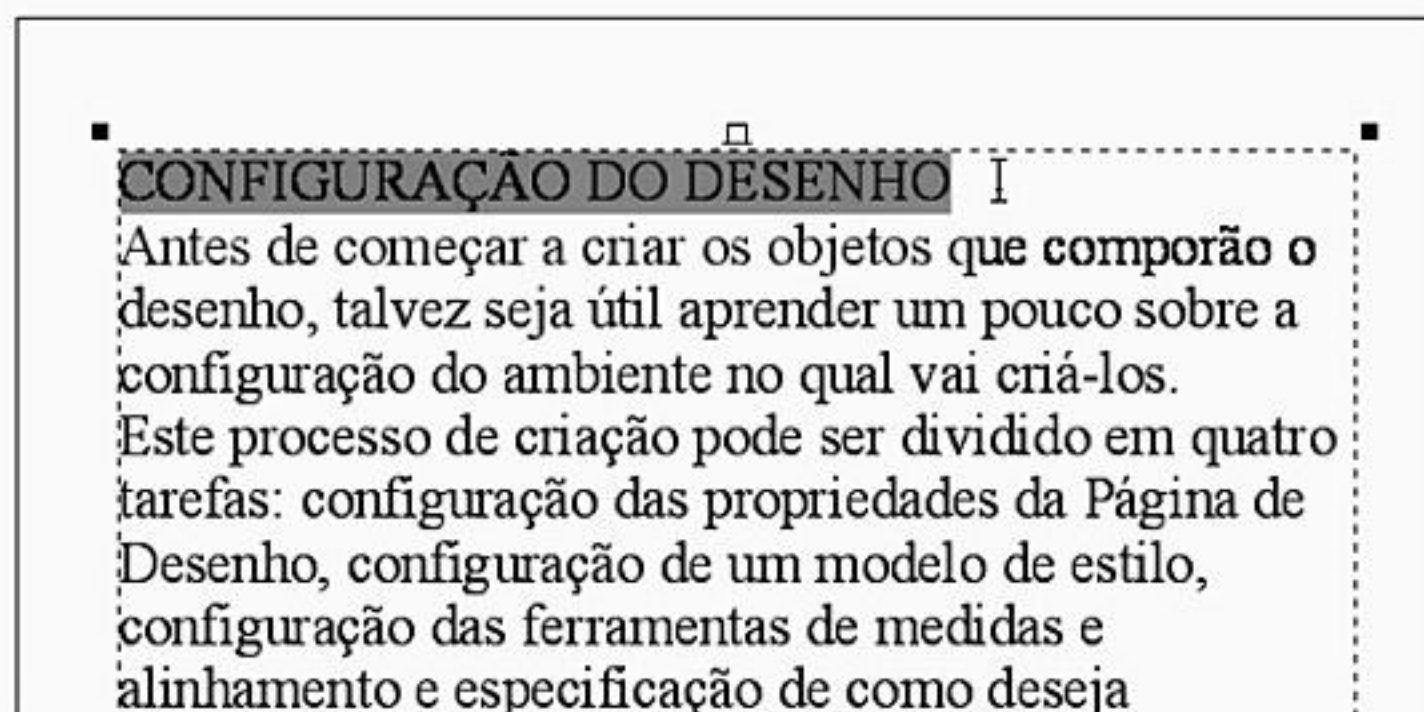 CONFIGURAÇÃO DO DESENHO
Antes de começar a criar os objetos que comporão o
desenho, talvez seja útil aprender um pouco sobre a
configuração do ambiente no qual vai criá-los.
Este processo de criação pode ser dividido em quatro
tarefas: configuração das propriedades da Página de
Desenho, configuração de um modelo de estilo,
configuração das ferramentas de medidas e
alinhamento e especificação de como deseja